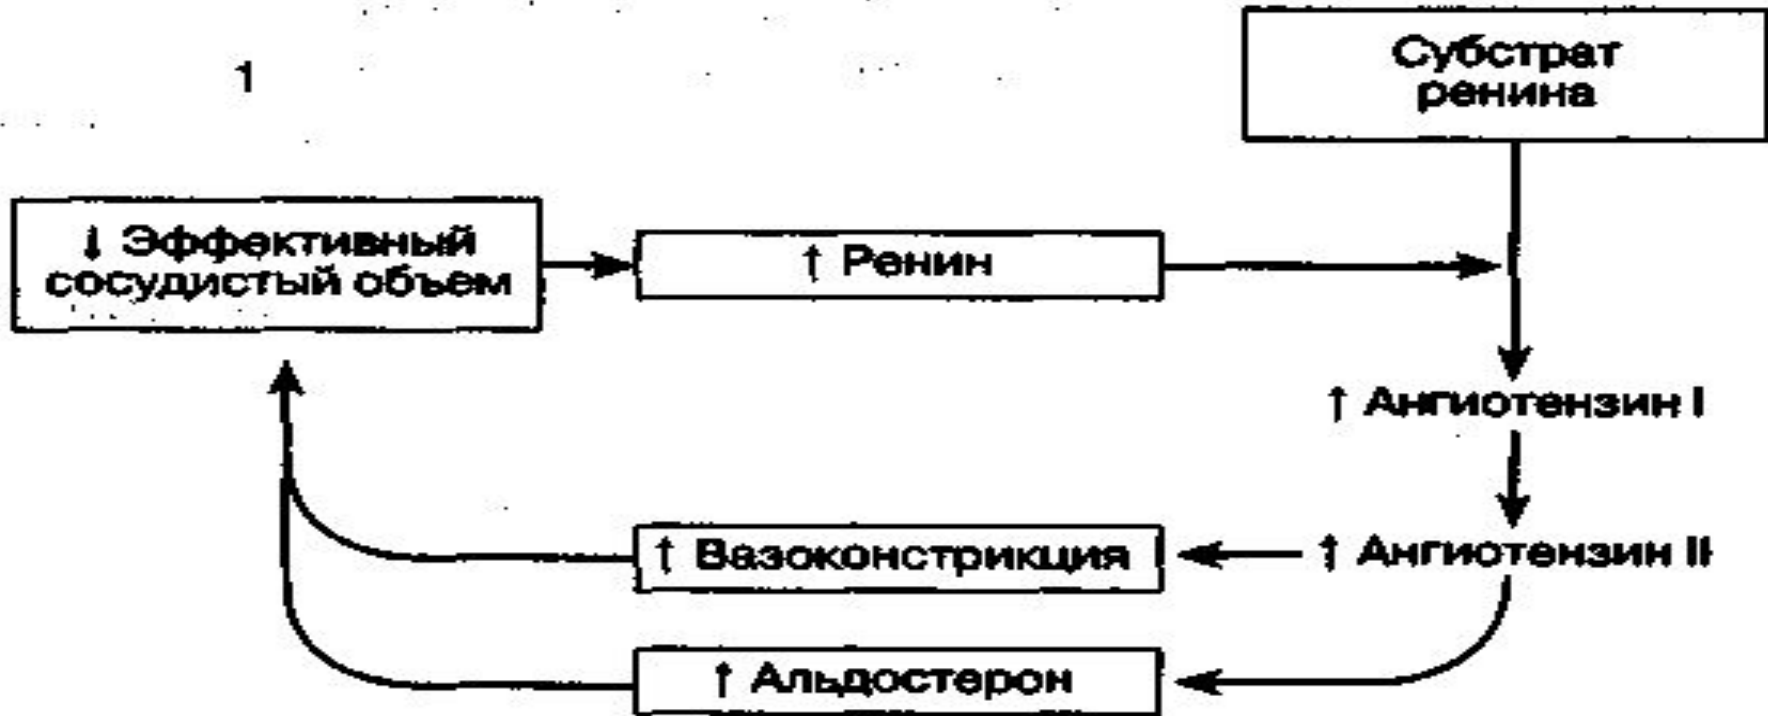 1
Субстрат
ренина
↓ Эффективный
сосудистый объем
↑ Ренин
↑ Ангиотензин I
↑ Вазоконстрикция
↑ Ангиотензин II
↑ Альдостерон